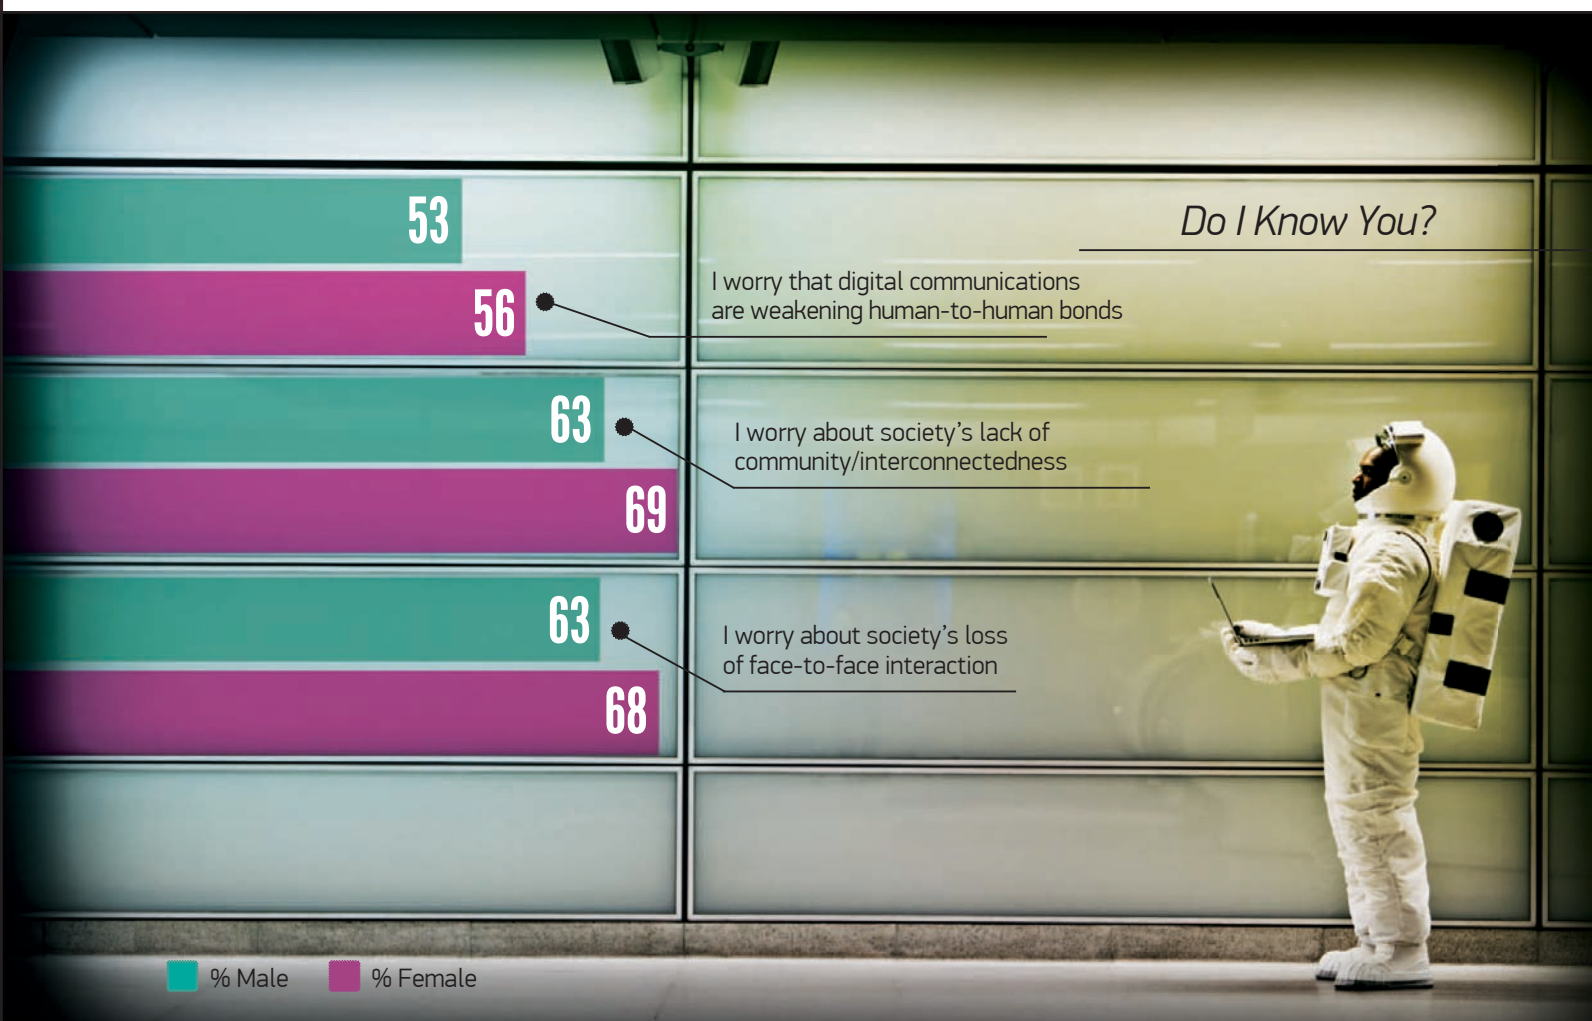 Do I Know You?
53
56
I worry that digital communications
are weakening human-to-human bonds
63
69
I worry about society’s lack of
community/interconnectedness
63
68
I worry about society’s loss
of face-to-face interaction
% Male
% Female